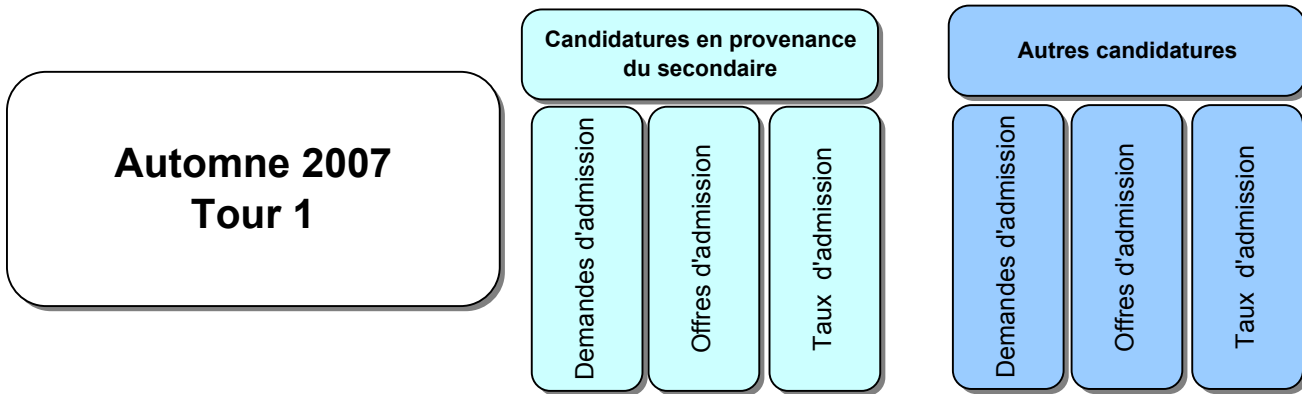 Automne 2007
Tour 1
Candidatures en provenance
du secondaire
Demandes d'admission
Offres d'admission
Taux d'admission
Autres candidatures
Demandes d'admission
Offres d'admission
Taux d'admission